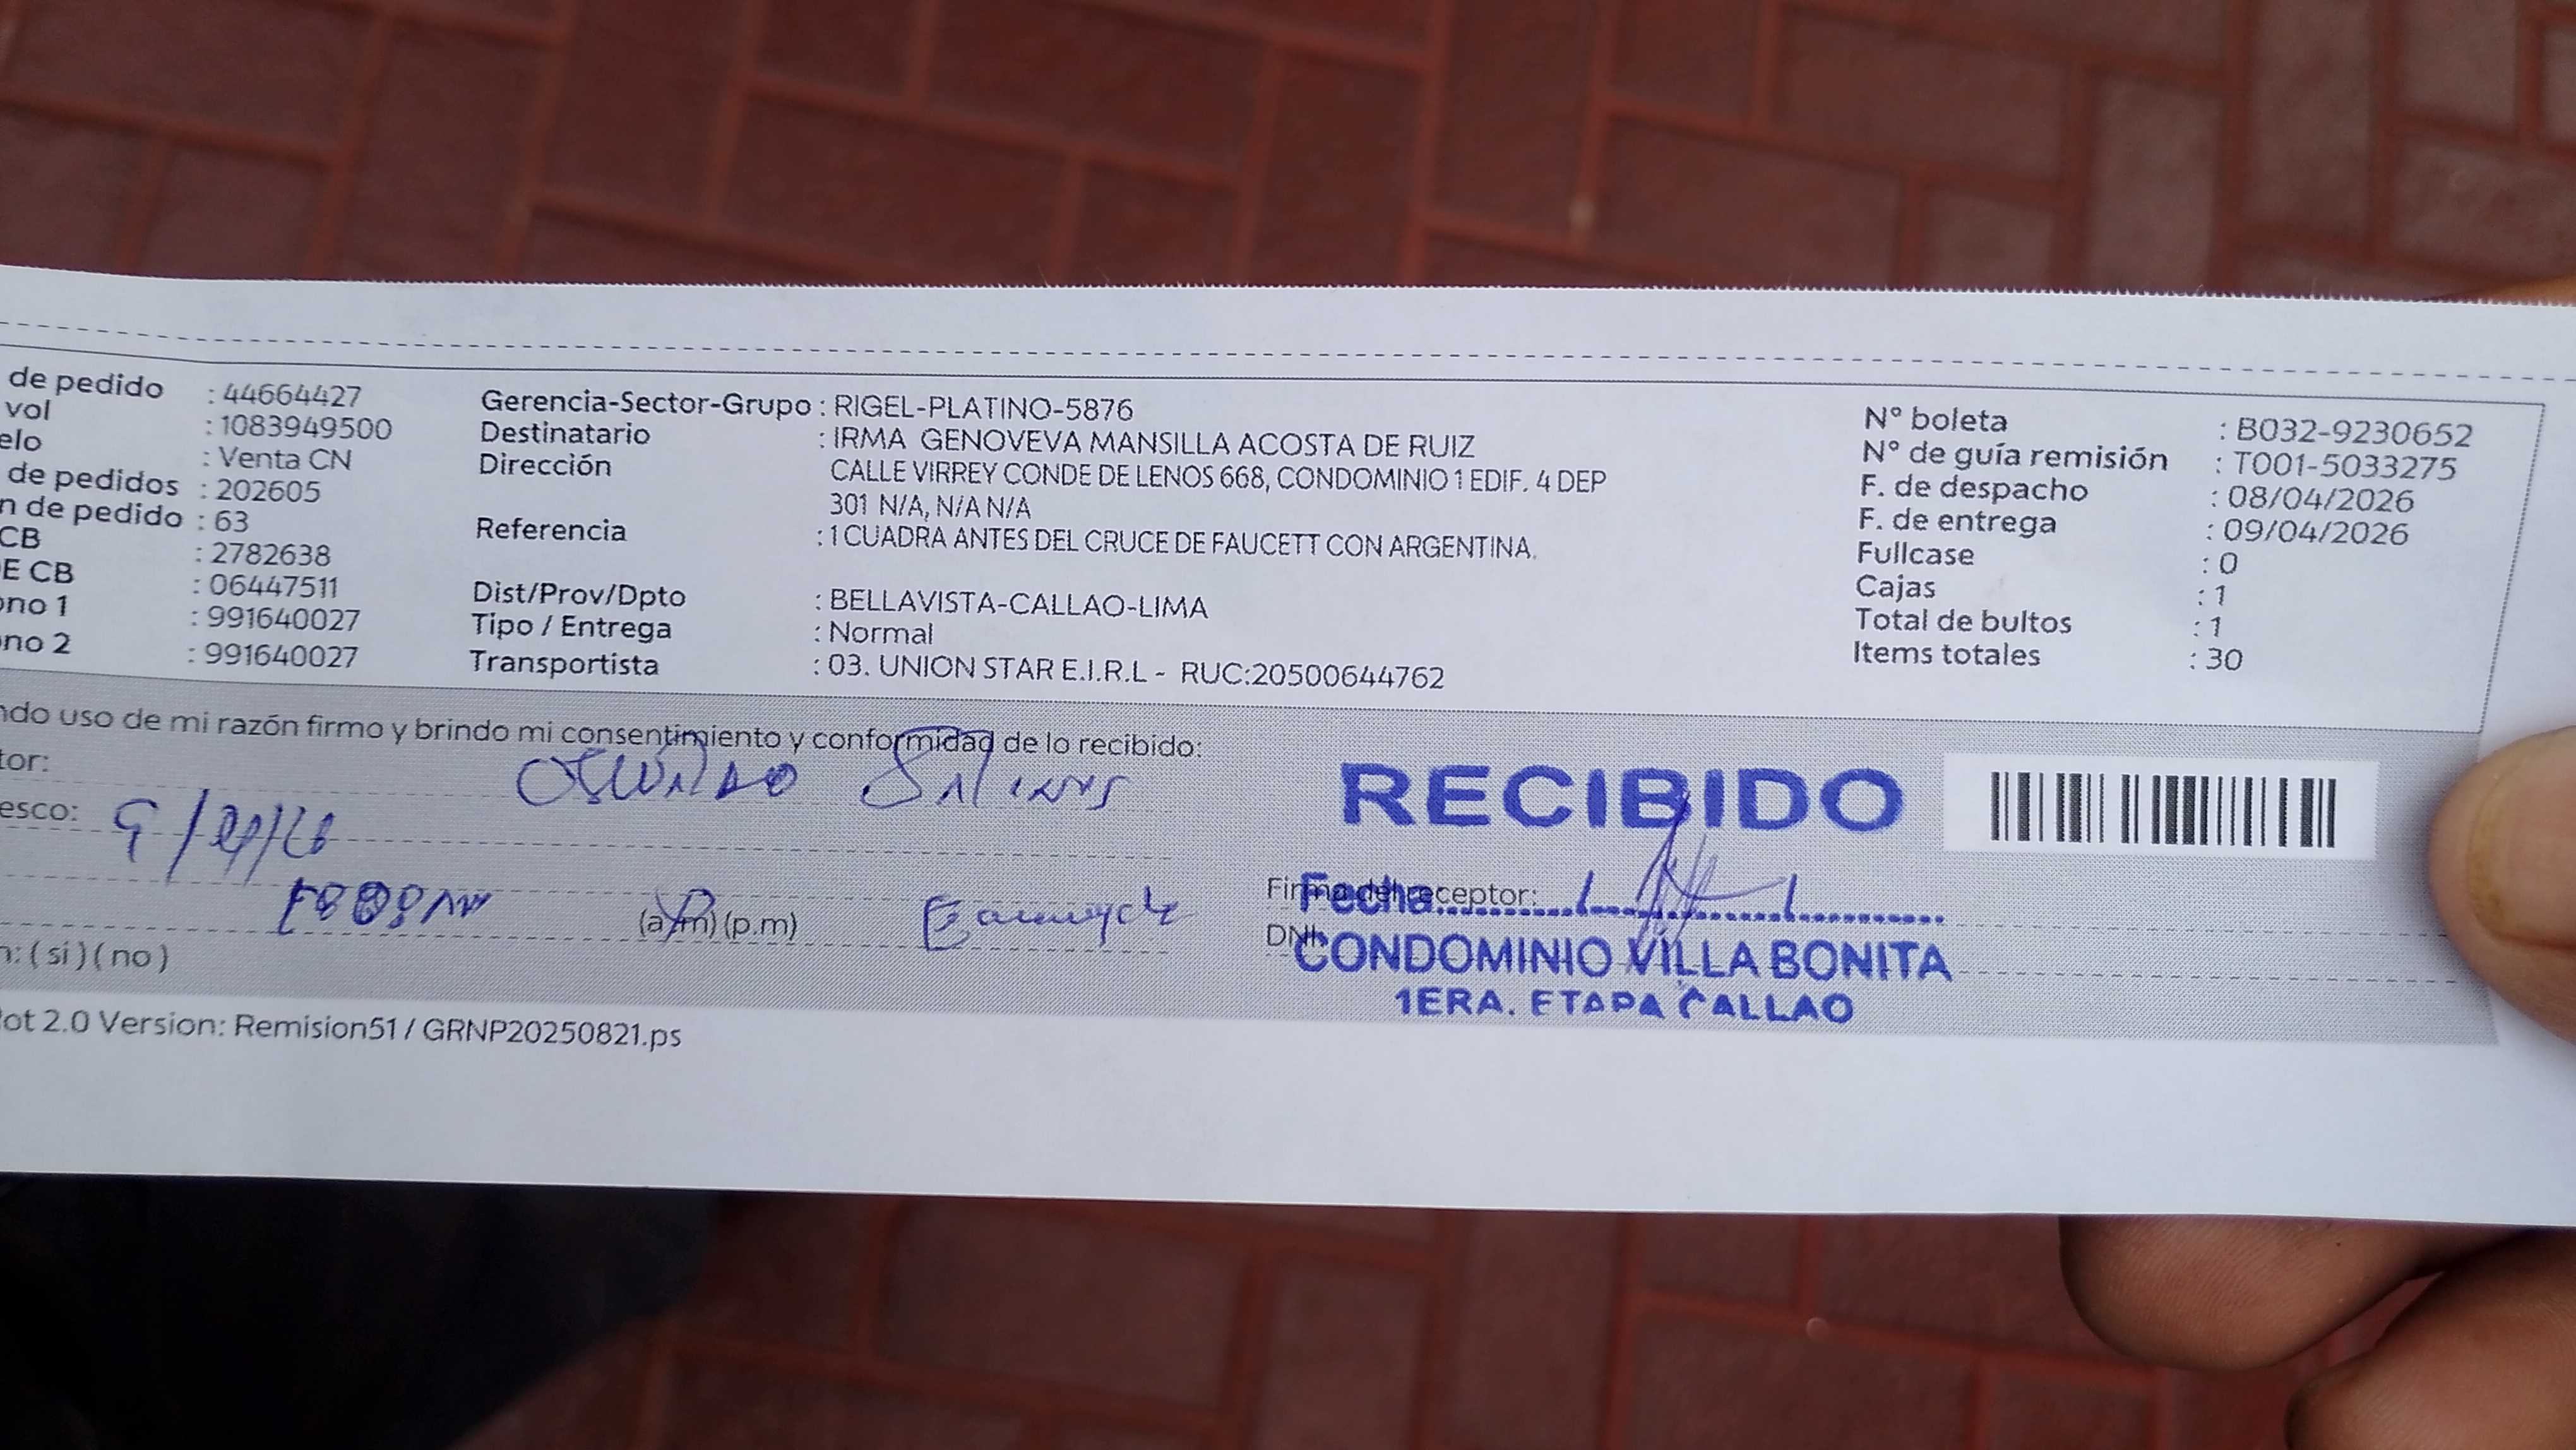 de pedido : 44664427
vol : 1083949500
elo : Venta CN
de pedidos : 202605
n de pedido : 63
CB : 2782638
E CB : 06447511
ono 1 : 991640027
ono 2 : 991640027
Gerencia-Sector-Grupo : RIGEL-PLATINO-5876
Destinatario : IRMA GENOVEVA MANSILLA ACOSTA DE RUIZ
Dirección CALLE VIRREY CONDE DE LENOS 668, CONDOMINIO 1 EDIF. 4 DEP
301 N/A, N/A N/A
Referencia : 1 CUADRA ANTES DEL CRUCE DE FAUCETT CON ARGENTINA.
Dist/Prov/Dpto : BELLAVISTA-CALLAO-LIMA
Tipo / Entrega : Normal
Transportista : 03. UNION STAR E.I.R.L - RUC:20500644762
Nº boleta : B032-9230652
Nº de guía remisión : T001-5033275
F. de despacho : 08/04/2026
F. de entrega : 09/04/2026
Fullcase : 0
Cajas : 1
Total de bultos : 1
Items totales : 30
ndo uso de mi razón firmo y brindo mi consentimiento y conformidad de lo recibido:
tor: Salinas
esco:
(a.m) (p.m)
n: ( si ) ( no )
RECIBIDO
Firma del receptor:
Fecha
DNI:
CONDOMINIO VILLA BONITA
1ERA. ETAPA CALLAO
ot 2.0 Version: Remision51 / GRNP20250821.ps